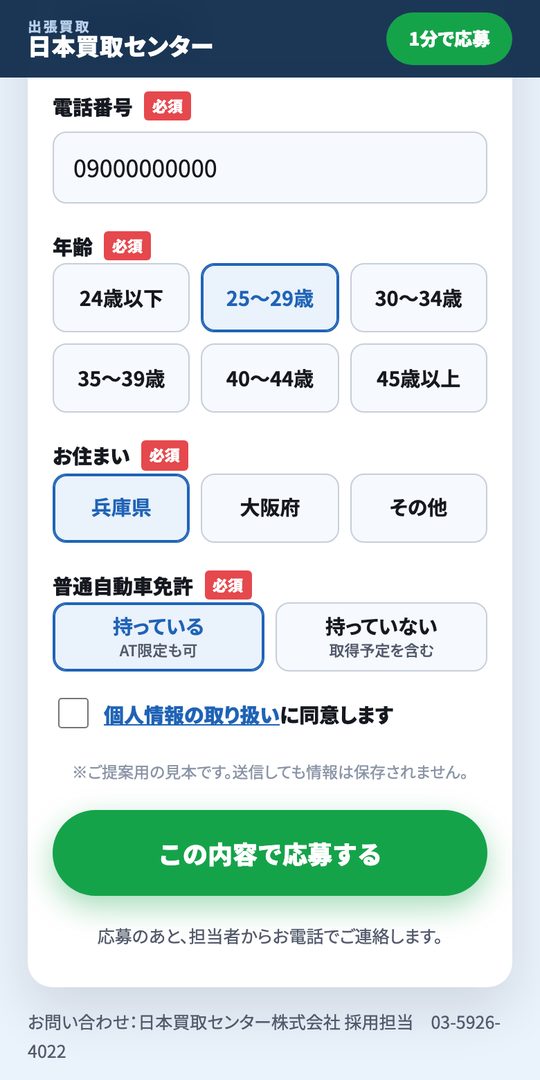 出張買取
日本買取センター
1分で応募
電話番号 必須
09000000000
年齢 必須
24歳以下 25〜29歳 30〜34歳
35〜39歳 40〜44歳 45歳以上
お住まい 必須
兵庫県 大阪府 その他
普通自動車免許 必須
持っている 持っていない
AT限定も可 取得予定を含む
個人情報の取り扱いに同意します
※ご提案用の見本です。送信しても情報は保存されません。
この内容で応募する
応募のあと、担当者からお電話でご連絡します。
お問い合わせ：日本買取センター株式会社 採用担当　03-5926-
4022